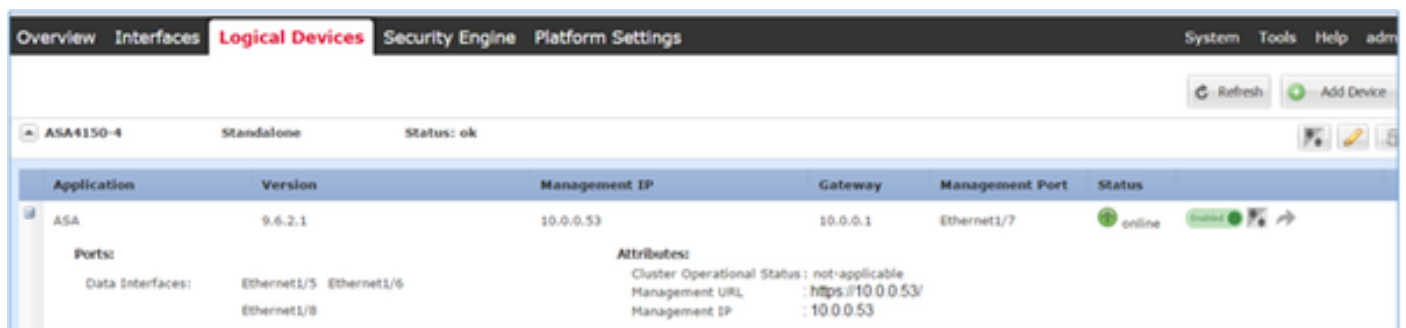 Overview Interfaces Logical Devices Security Engine Platform Settings System Tools Help adm
Refresh Add Device
ASA4150-4 Standalone Status: ok
Application Version Management IP Gateway Management Port Status
ASA 9.6.2.1 10.0.0.53 10.0.0.1 Ethernet1/7 online Enabled
Ports: Attributes:
Data Interfaces: Ethernet1/5 Ethernet1/6 Cluster Operational Status : not-applicable
Management URL : https://10.0.0.53/
Ethernet1/8 Management IP : 10.0.0.53